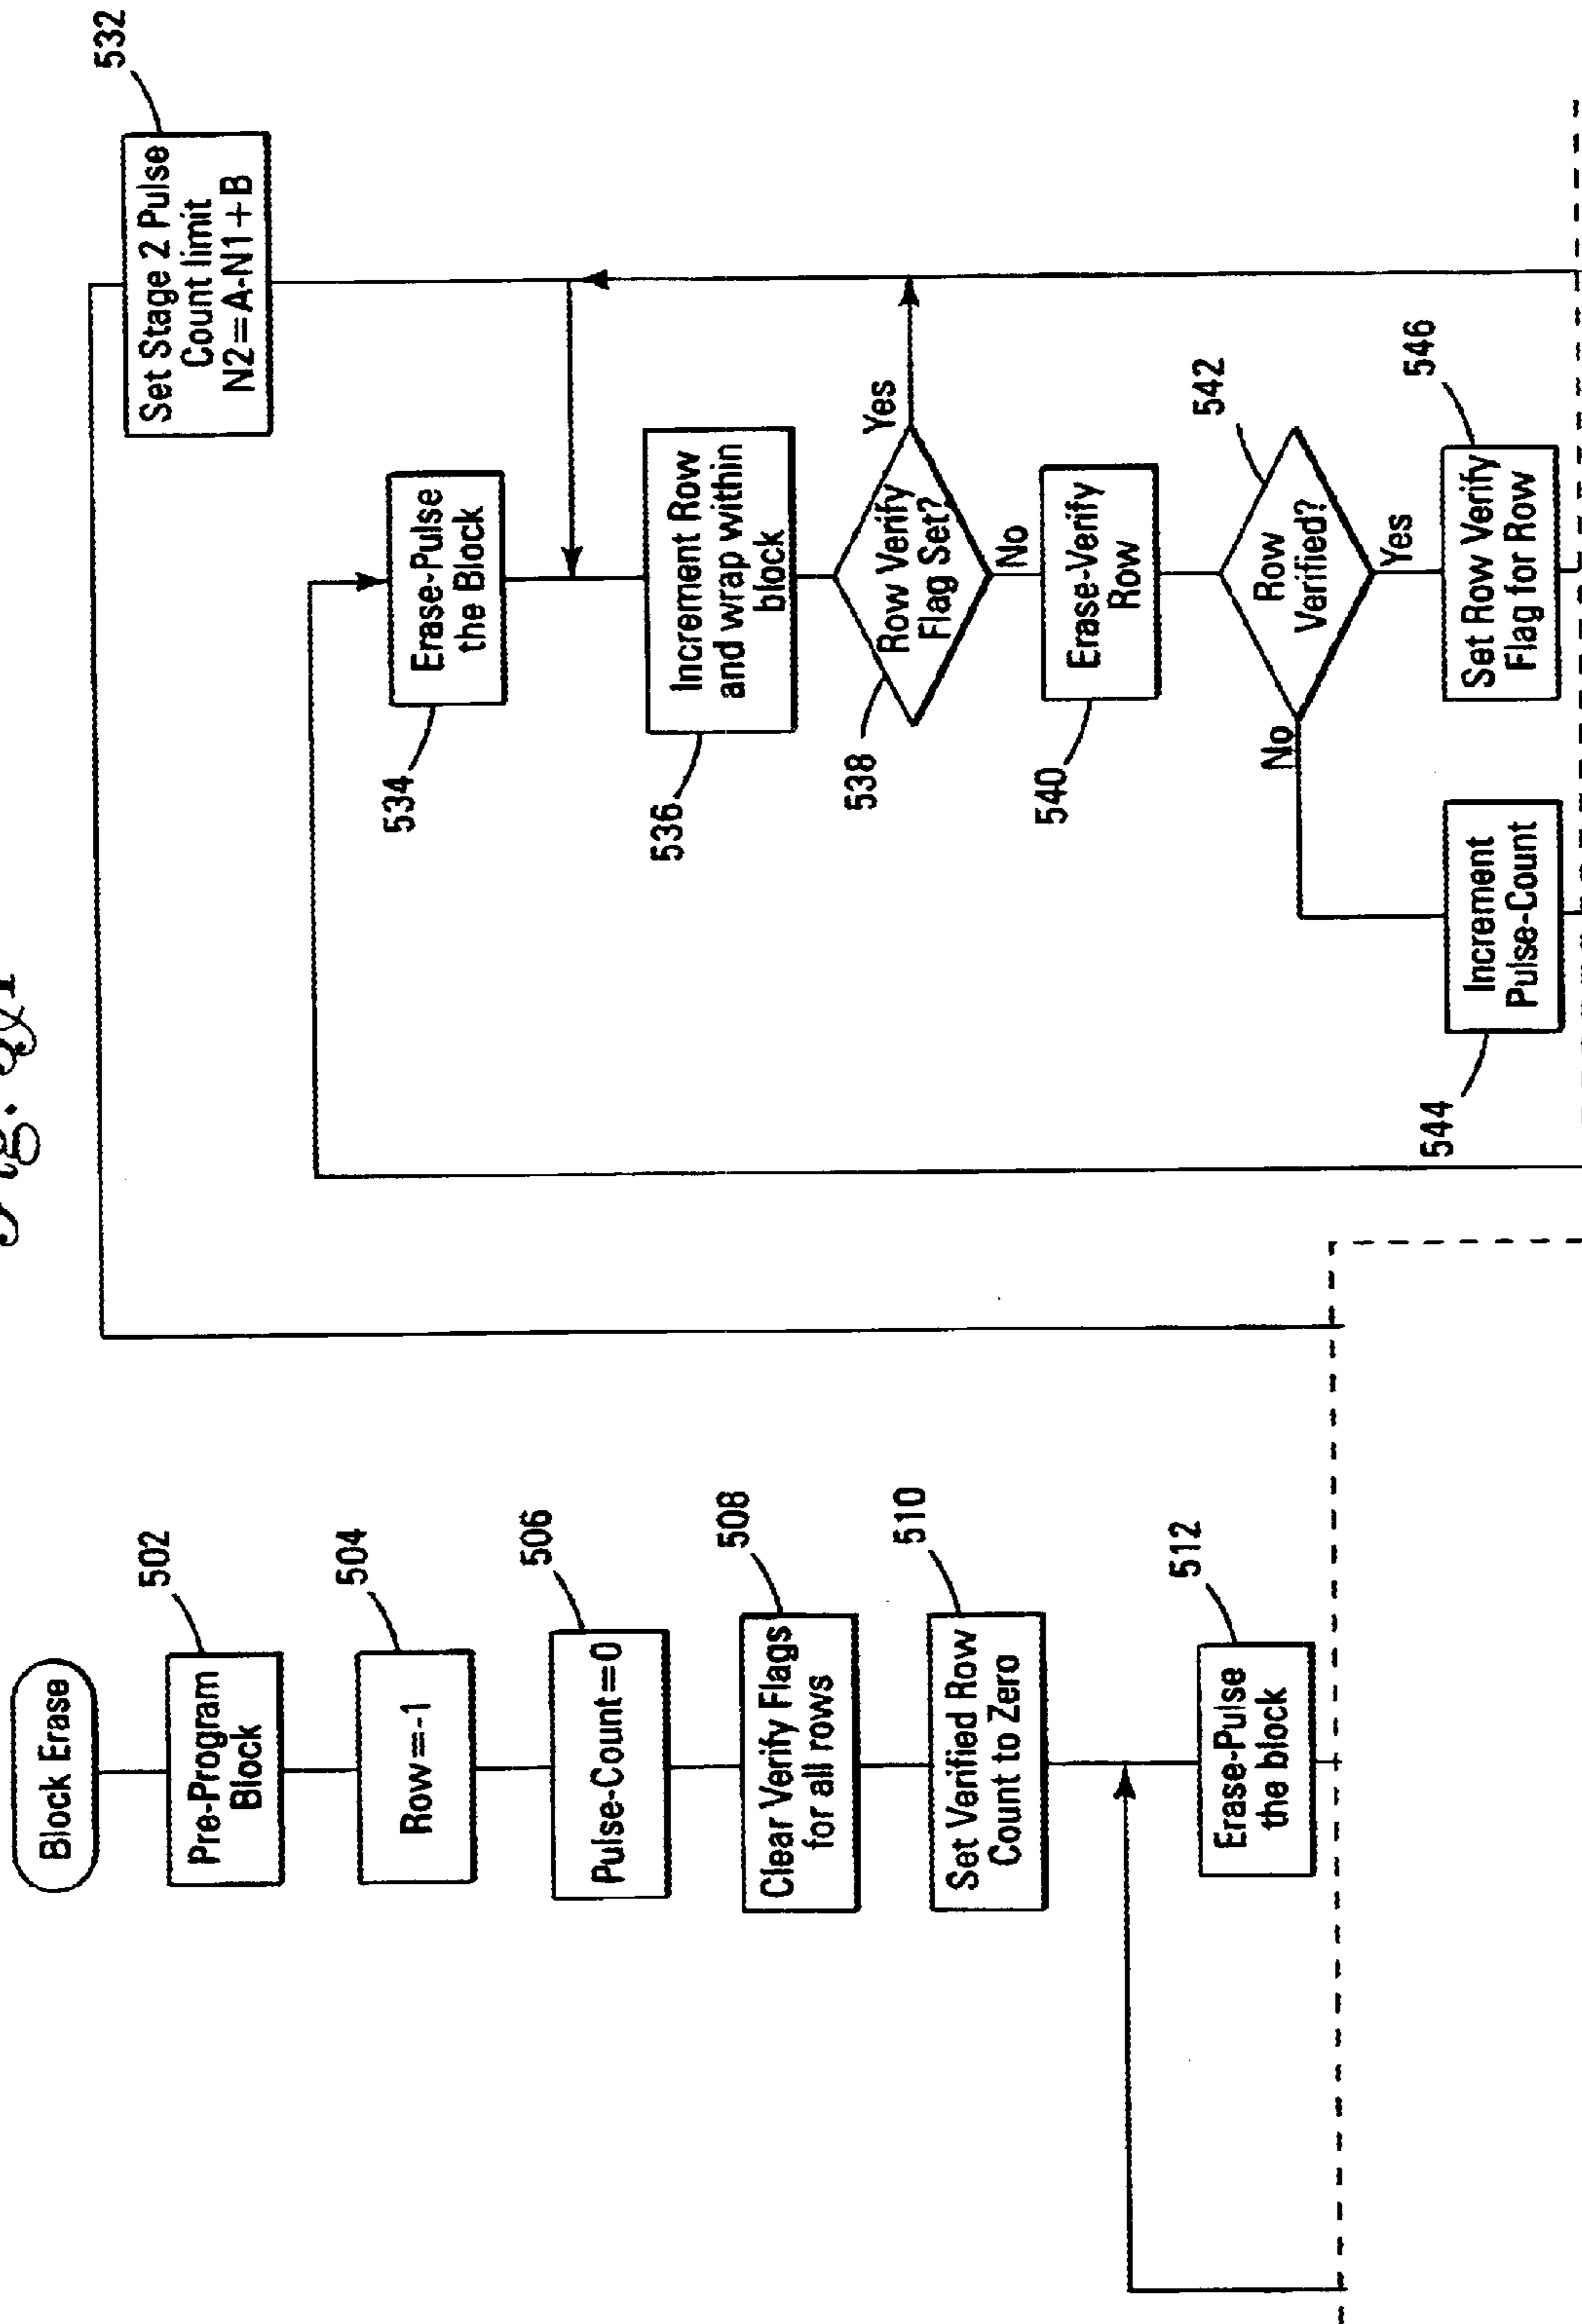 Block Erase
502
Pre-Program
Block
504
Row=-1
506
Pulse-Count=0
508
Clear Verify Flags
for all rows
510
Set Verified Row
Count to Zero
512
Erase-Pulse
the block
532
Set Stage 2 Pulse
Count limit
N2=A-N1+B
534
Erase-Pulse
the Block
536
Increment Row
and wrap within
block
538
Row Verify
Flag Set?
Yes
No
540
Erase-Verify
Row
542
Row
Verified?
No
Yes
544
Increment
Pulse-Count
546
Set Row Verify
Flag for Row